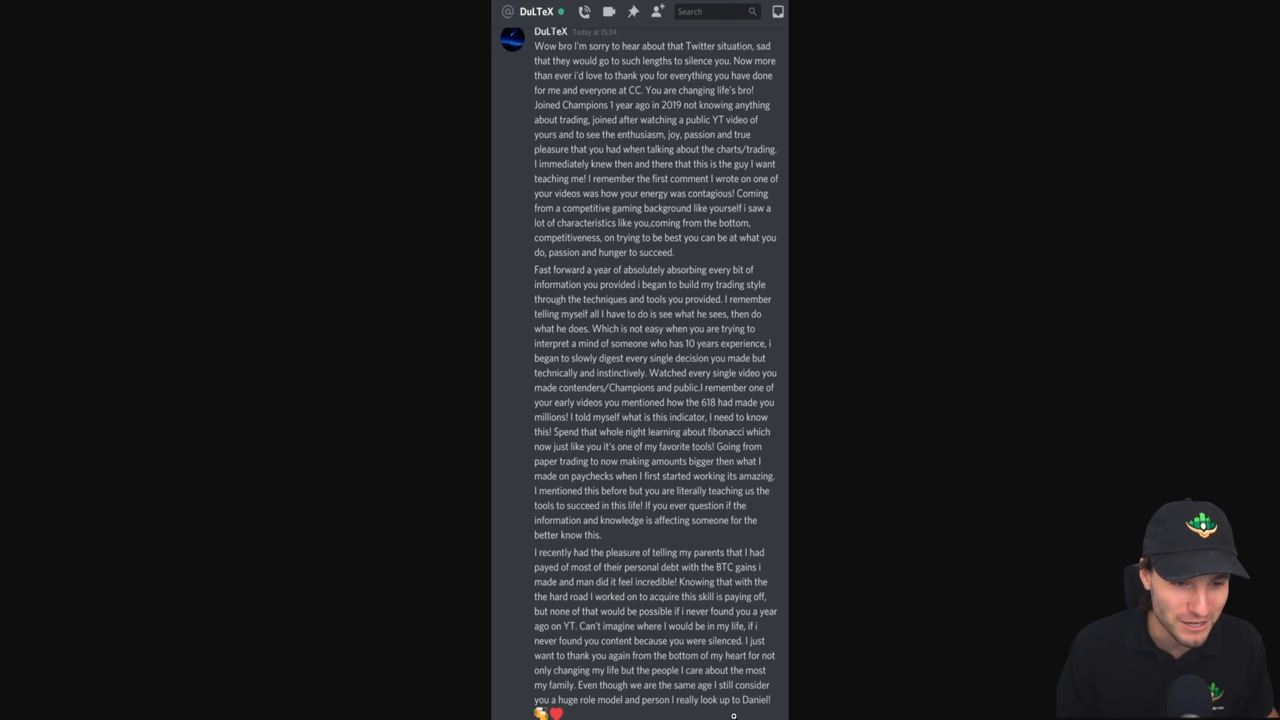 @ DuLTeX
Search
DuLTeX Today at 15:34
Wow bro I'm sorry to hear about that Twitter situation, sad
that they would go to such lengths to silence you. Now more
than ever i'd love to thank you for everything you have done
for me and everyone at CC. You are changing life's bro!
Joined Champions 1 year ago in 2019 not knowing anything
about trading, joined after watching a public YT video of
yours and to see the enthusiasm, joy, passion and true
pleasure that you had when talking about the charts/trading.
I immediately knew then and there that this is the guy I want
teaching me! I remember the first comment I wrote on one of
your videos was how your energy was contagious! Coming
from a competitive gaming background like yourself i saw a
lot of characteristics like you,coming from the bottom,
competitiveness, on trying to be best you can be at what you
do, passion and hunger to succeed.
Fast forward a year of absolutely absorbing every bit of
information you provided i began to build my trading style
through the techniques and tools you provided. I remember
telling myself all I have to do is see what he sees, then do
what he does. Which is not easy when you are trying to
interpret a mind of someone who has 10 years experience, i
began to slowly digest every single decision you made but
technically and instinctively. Watched every single video you
made contenders/Champions and public.I remember one of
your early videos you mentioned how the 618 had made you
millions! I told myself what is this indicator, I need to know
this! Spend that whole night learning about fibonacci which
now just like you it's one of my favorite tools! Going from
paper trading to now making amounts bigger then what I
made on paychecks when I first started working its amazing.
I mentioned this before but you are literally teaching us the
tools to succeed in this life! If you ever question if the
information and knowledge is affecting someone for the
better know this.
I recently had the pleasure of telling my parents that I had
payed of most of their personal debt with the BTC gains i
made and man did it feel incredible! Knowing that with the
the hard road I worked on to acquire this skill is paying off,
but none of that would be possible if i never found you a year
ago on YT. Can't imagine where I would be in my life, if i
never found you content because you were silenced. I just
want to thank you again from the bottom of my heart for not
only changing my life but the people I care about the most
my family. Even though we are the same age I still consider
you a huge role model and person I really look up to Daniel!